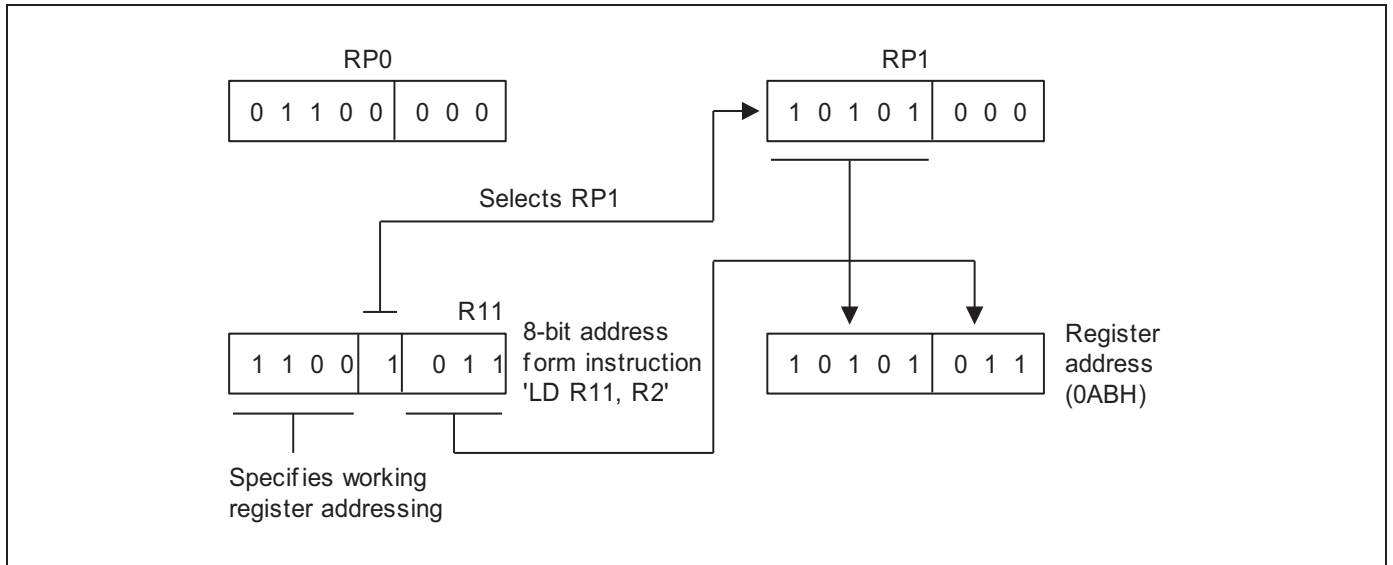 RP0
RP1
0 1 1 0 0 0 0 0
1 0 1 0 1 0 0 0
Selects RP1
R11
1 1 0 0 1 0 1 1
8-bit address
form instruction
'LD R11, R2'
1 0 1 0 1 0 1 1
Register
address
(0ABH)
Specifies working
register addressing